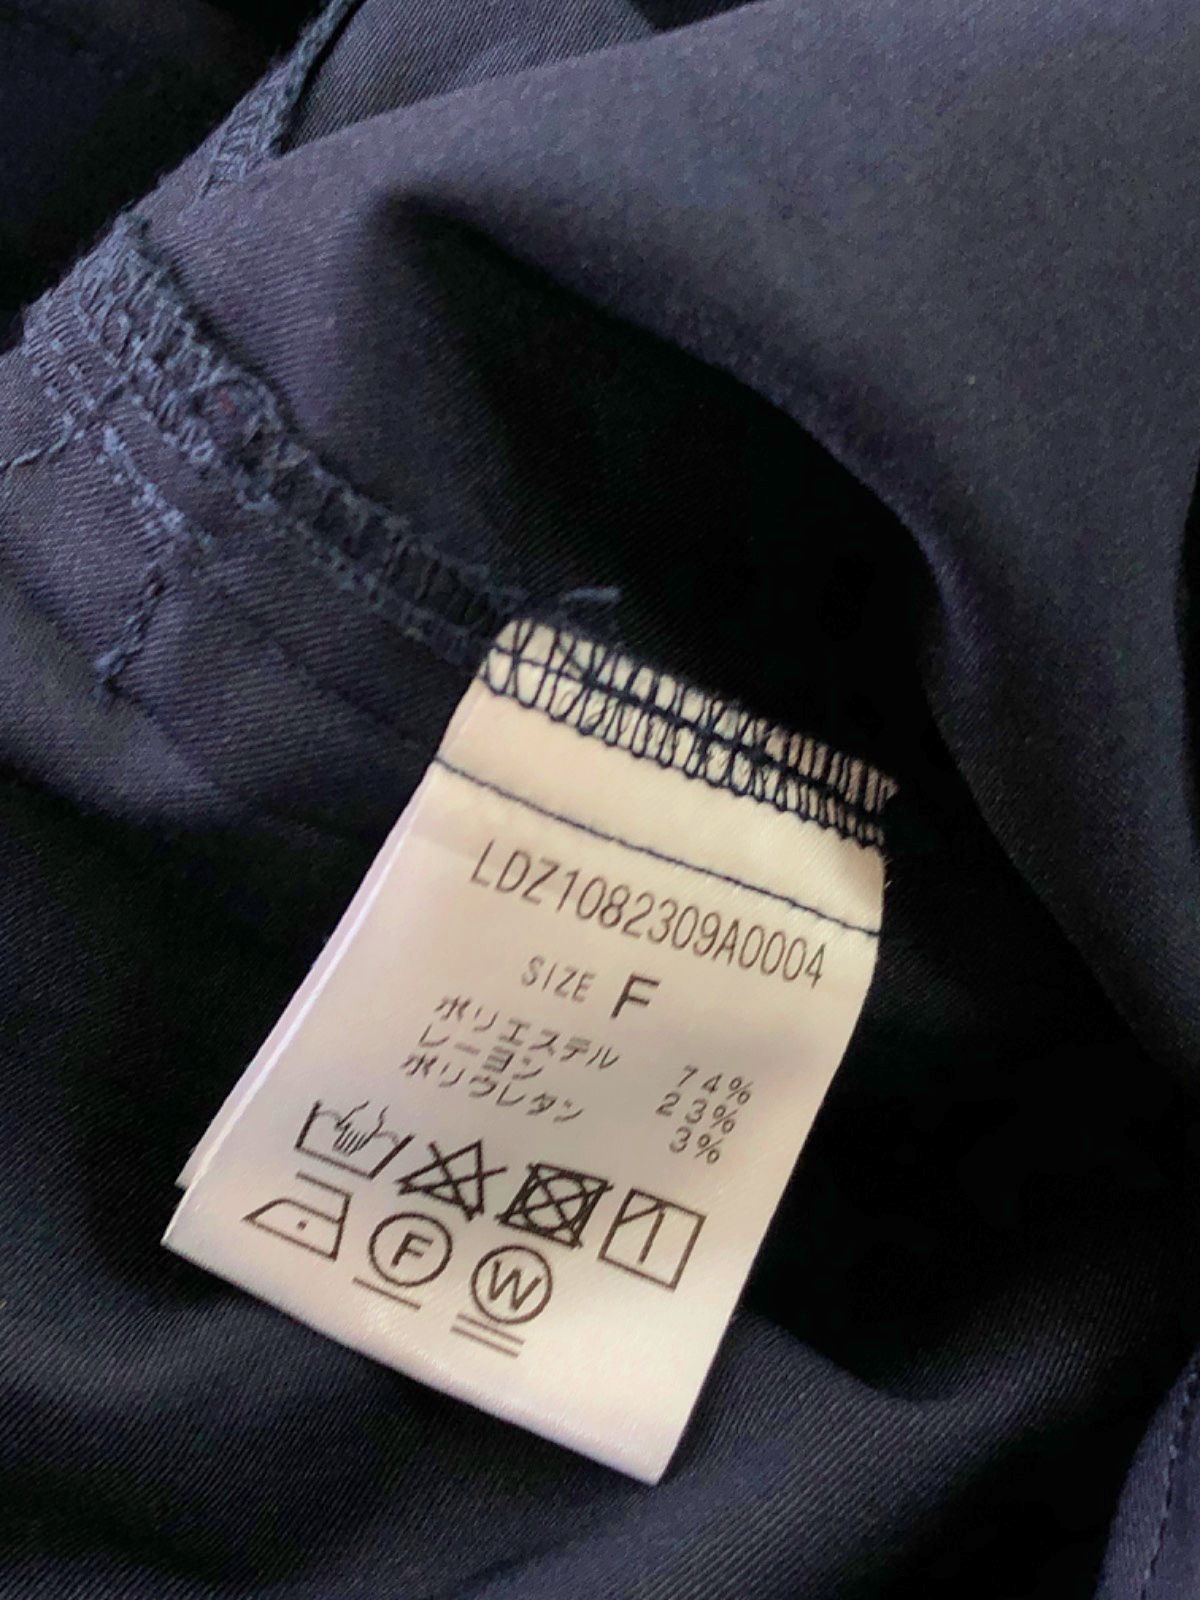 LDZ1082309A0004
SIZE F
ポリエステル 74%
レーヨン 23%
ポリウレタン 3%
F
W